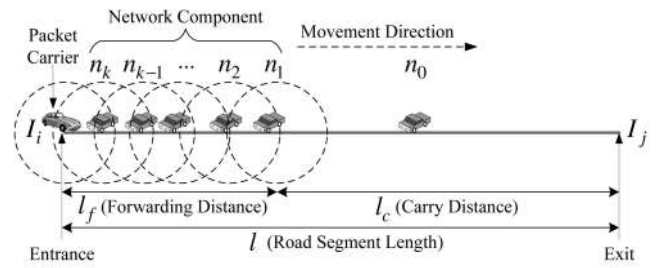 Network Component
Movement Direction
Packet
Carrier
n_k n_{k-1} ... n_2 n_1 n_0
I_i I_j
l_f (Forwarding Distance) l_c (Carry Distance)
l (Road Segment Length)
Entrance Exit